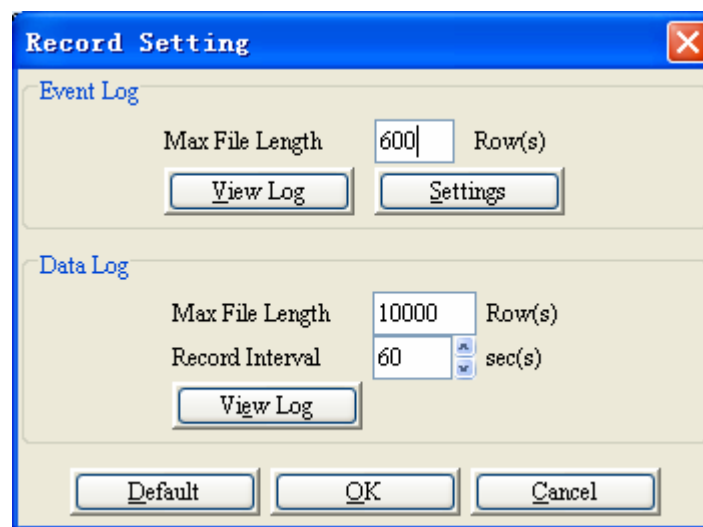 Record Setting
Event Log
Max File Length 600 Row(s)
View Log Settings
Data Log
Max File Length 10000 Row(s)
Record Interval 60 sec(s)
View Log
Default OK Cancel